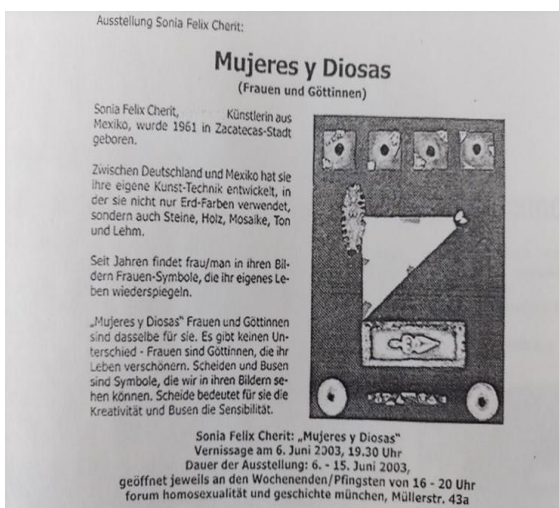 Ausstellung Sonia Felix Cherit:
Mujeres y Diosas
(Frauen und Göttinnen)
Sonia Felix Cherit, Künstlerin aus
Mexiko, wurde 1961 in Zacatecas-Stadt
geboren.
Zwischen Deutschland und Mexiko hat sie
ihre eigene Kunst-Technik entwickelt, in
der sie nicht nur Erd-Farben verwendet,
sondern auch Steine, Holz, Mosaike, Ton
und Lehm.
Seit Jahren findet frau/man in ihren Bil-
dern Frauen-Symbole, die ihr eigenes Le-
ben wiederspiegeln.
„Mujeres y Diosas" Frauen und Göttinnen
sind dasselbe für sie. Es gibt keinen Un-
terschied - Frauen sind Göttinnen, die ihr
Leben verschönern. Scheiden und Busen
sind Symbole, die wir in ihren Bildern se-
hen können. Scheide bedeutet für sie die
Kreativität und Busen die Sensibilität.
Sonia Felix Cherit: „Mujeres y Diosas"
Vernissage am 6. Juni 2003, 19.30 Uhr
Dauer der Ausstellung: 6. - 15. Juni 2003,
geöffnet jeweils an den Wochenenden/Pfingsten von 16 - 20 Uhr
forum homosexualität und geschichte münchen, Müllerstr. 43a